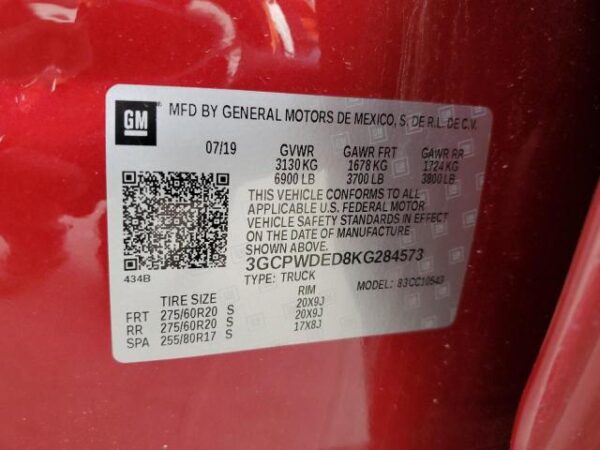 GM
MFD BY GENERAL MOTORS DE MEXICO, S. DE R.L. DE C.V.
07/19 GVWR GAWR FRT GAWR RR
3130 KG 1678 KG 1724 KG
6900 LB 3700 LB 3800 LB
THIS VEHICLE CONFORMS TO ALL
APPLICABLE U.S. FEDERAL MOTOR
VEHICLE SAFETY STANDARDS IN EFFECT
ON THE DATE OF MANUFACTURE
SHOWN ABOVE.
3GCPWDED8KG284573
434B TYPE: TRUCK MODEL: 83CC10543
TIRE SIZE RIM
FRT 275/60R20 S 20X9J
RR 275/60R20 S 20X9J
SPA 255/80R17 S 17X8J